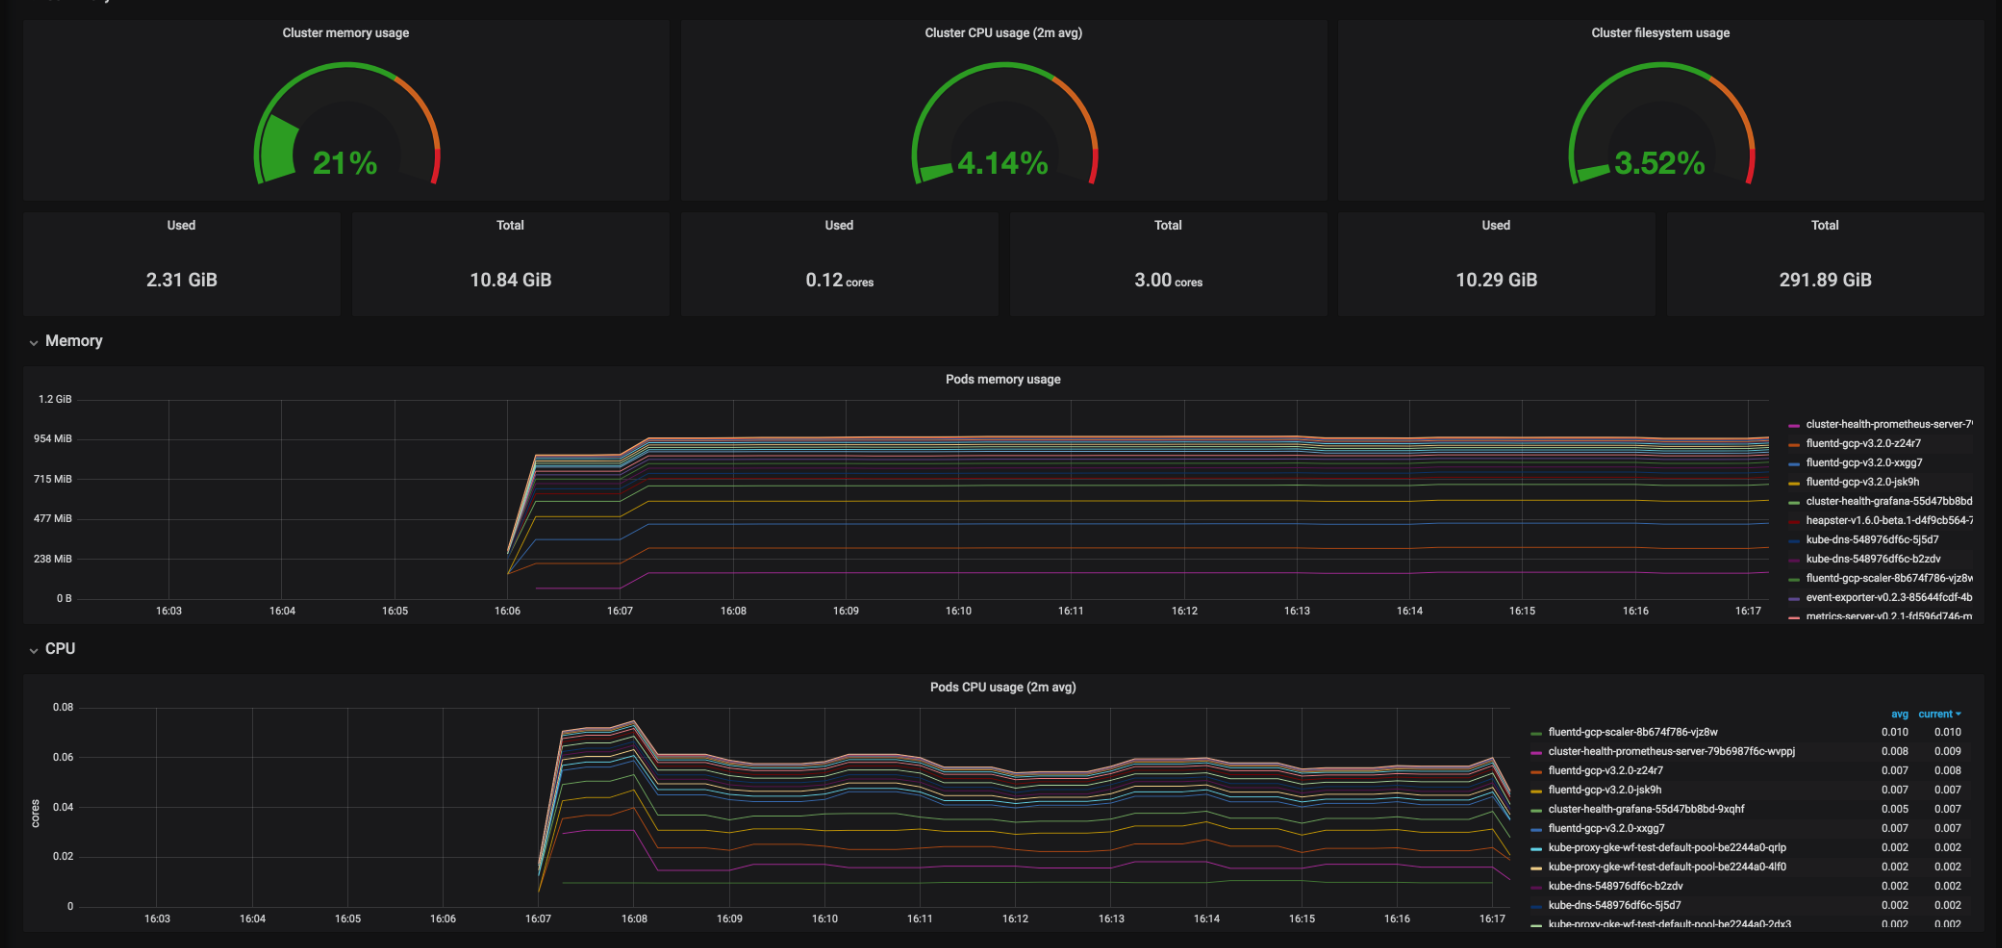 Cluster memory usage
Cluster CPU usage (2m avg)
Cluster filesystem usage
21%
4.14%
3.52%
Used
Total
Used
Total
Used
Total
2.31 GiB
10.84 GiB
0.12 cores
3.00 cores
10.29 GiB
291.89 GiB
Memory
Pods memory usage
1.2 GiB
954 MiB
715 MiB
477 MiB
238 MiB
0 B
16:03 16:04 16:05 16:06 16:07 16:08 16:09 16:10 16:11 16:12 16:13 16:14 16:15 16:16 16:17
cluster-health-prometheus-server-79
fluentd-gcp-v3.2.0-z24r7
fluentd-gcp-v3.2.0-xxgg7
fluentd-gcp-v3.2.0-jsk9h
cluster-health-grafana-55d47bb8bd
heapster-v1.6.0-beta.1-d4f9cb564-7
kube-dns-548976df6c-5j5d7
kube-dns-548976df6c-b2zdv
fluentd-gcp-scaler-8b674f786-vjz8w
event-exporter-v0.2.3-85644fcdf-4b
metrics-server-v0.2.1-fd596d746-m
CPU
Pods CPU usage (2m avg)
cores
0.08
0.06
0.04
0.02
0
16:03 16:04 16:05 16:06 16:07 16:08 16:09 16:10 16:11 16:12 16:13 16:14 16:15 16:16 16:17
avg current
fluentd-gcp-scaler-8b674f786-vjz8w 0.010 0.010
cluster-health-prometheus-server-79b6987f6c-wvppj 0.008 0.009
fluentd-gcp-v3.2.0-z24r7 0.007 0.008
fluentd-gcp-v3.2.0-jsk9h 0.007 0.007
cluster-health-grafana-55d47bb8bd-9xqhf 0.005 0.007
fluentd-gcp-v3.2.0-xxgg7 0.007 0.007
kube-proxy-gke-wf-test-default-pool-be2244a0-qrlp 0.002 0.002
kube-proxy-gke-wf-test-default-pool-be2244a0-4lf0 0.002 0.002
kube-dns-548976df6c-b2zdv 0.002 0.002
kube-dns-548976df6c-5j5d7 0.002 0.002
kube-proxy-gke-wf-test-default-pool-be2244a0-2dx3 0.002 0.002